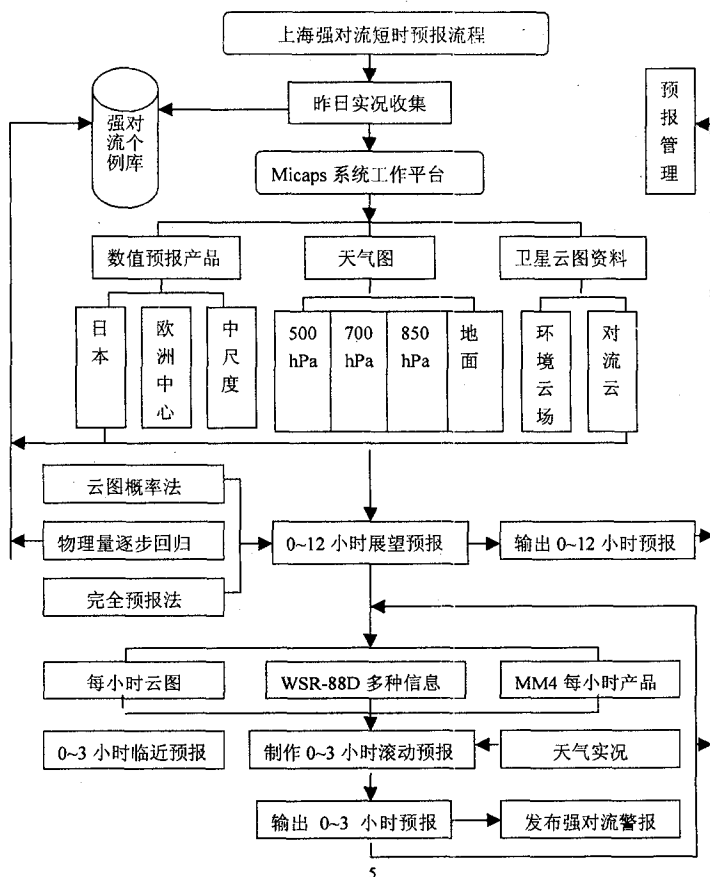 上海强对流短时预报流程
昨日实况收集
强对流个例库
预报管理
Micaps 系统工作平台
数值预报产品
天气图
卫星云图资料
日本
欧洲中心
中尺度
500 hPa
700 hPa
850 hPa
地面
环境云场
对流云
云图概率法
物理量逐步回归
0~12 小时展望预报
输出 0~12 小时预报
完全预报法
每小时云图
WSR-88D 多种信息
MM4 每小时产品
0~3 小时临近预报
制作 0~3 小时滚动预报
天气实况
输出 0~3 小时预报
发布强对流警报
5